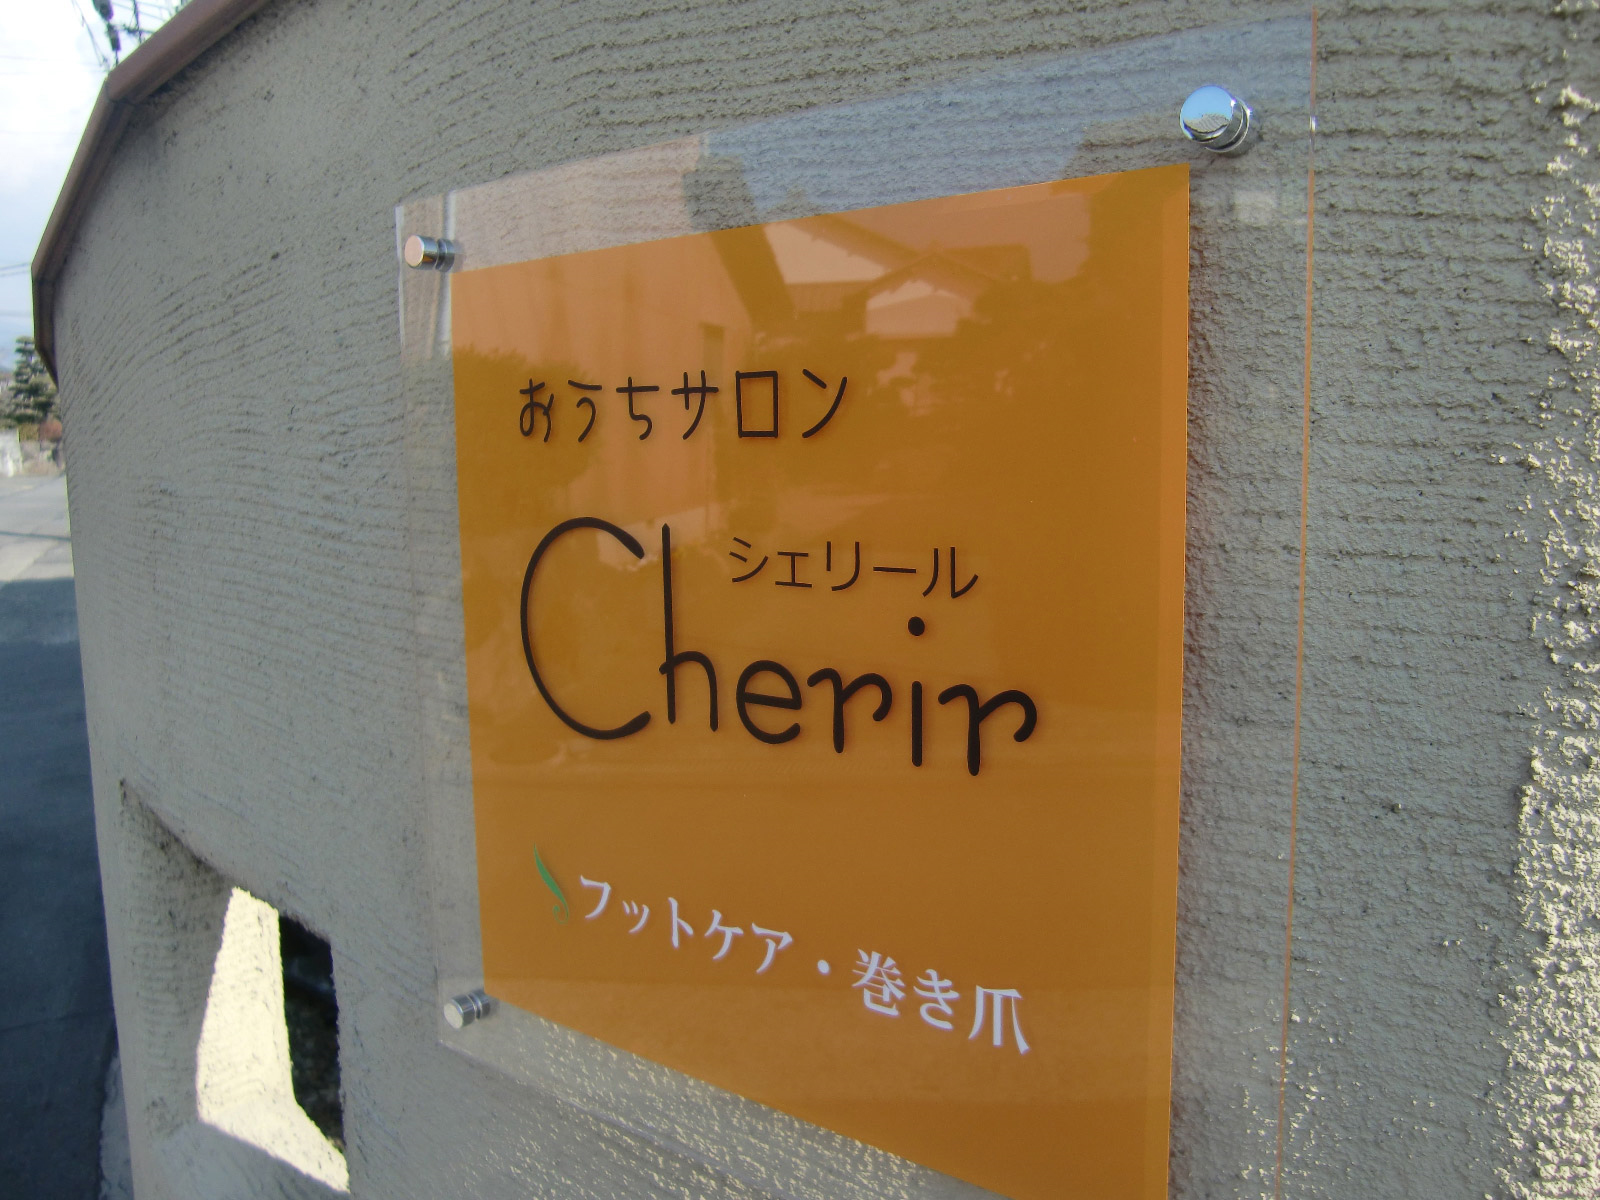 おうちサロン
シェリール
Cherir
フットケア・巻き爪